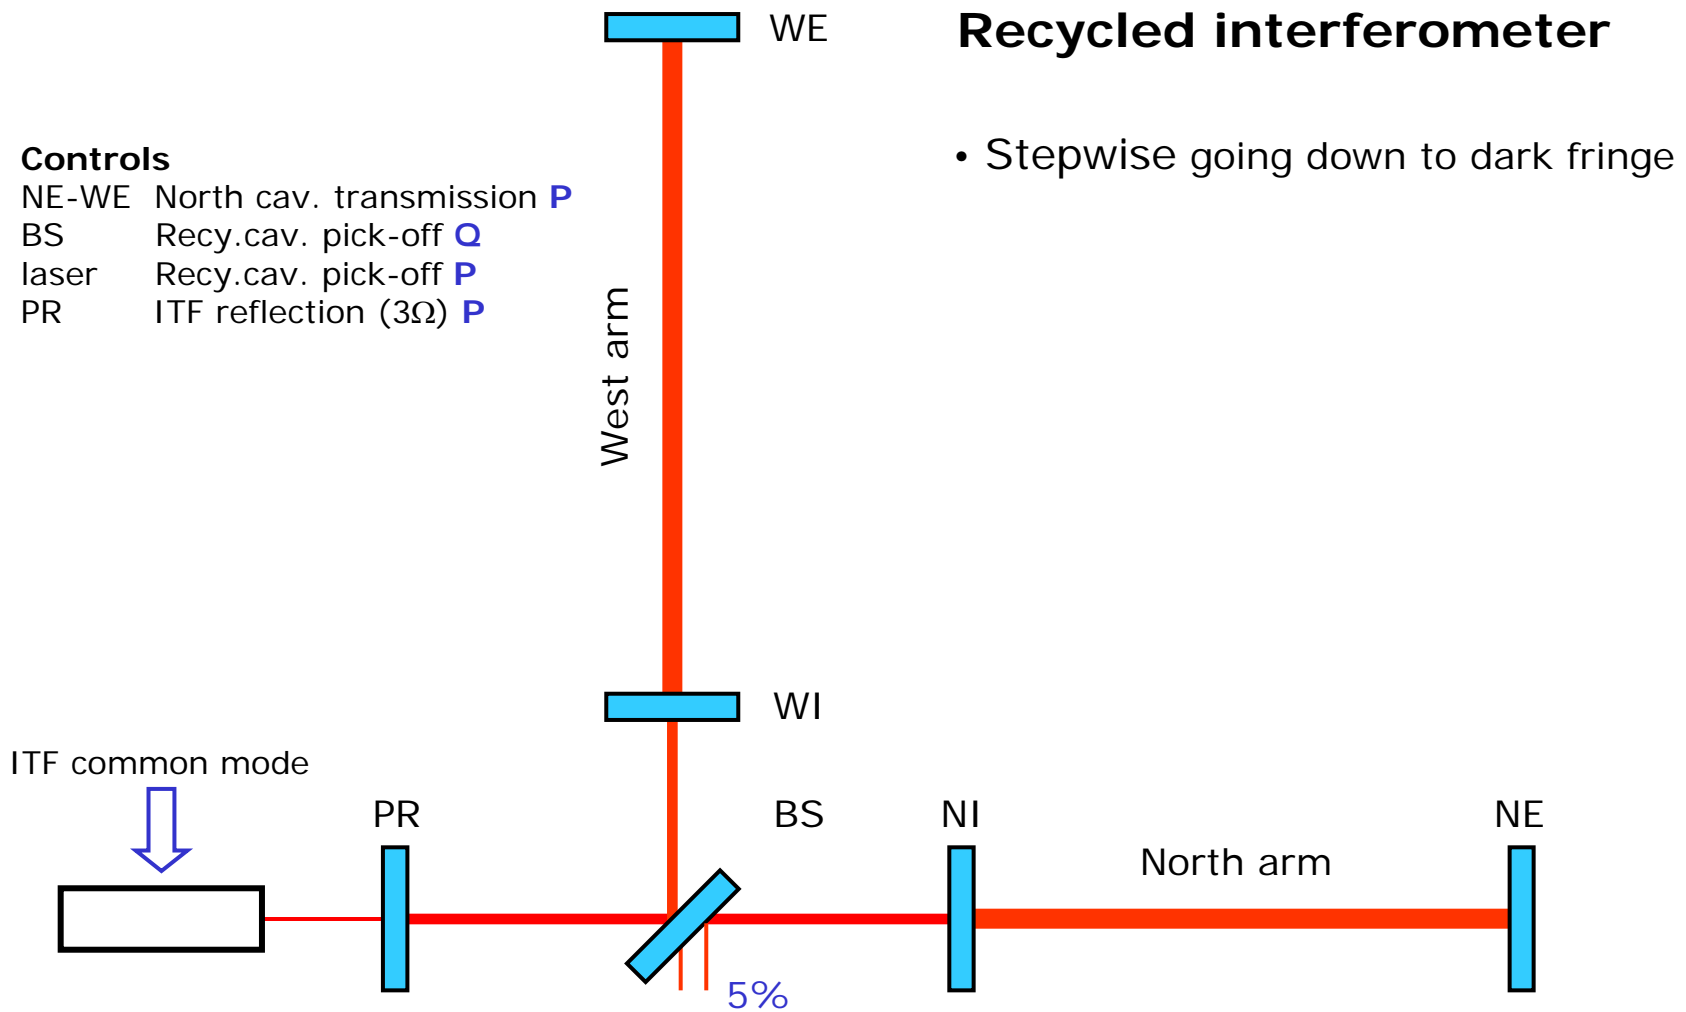 WE
Recycled interferometer
• Stepwise going down to dark fringe
Controls
NE-WE North cav. transmission P
BS Recy.cav. pick-off Q
laser Recy.cav. pick-off P
PR ITF reflection (3Ω) P
West arm
WI
ITF common mode
PR
BS
NI
NE
North arm
5%